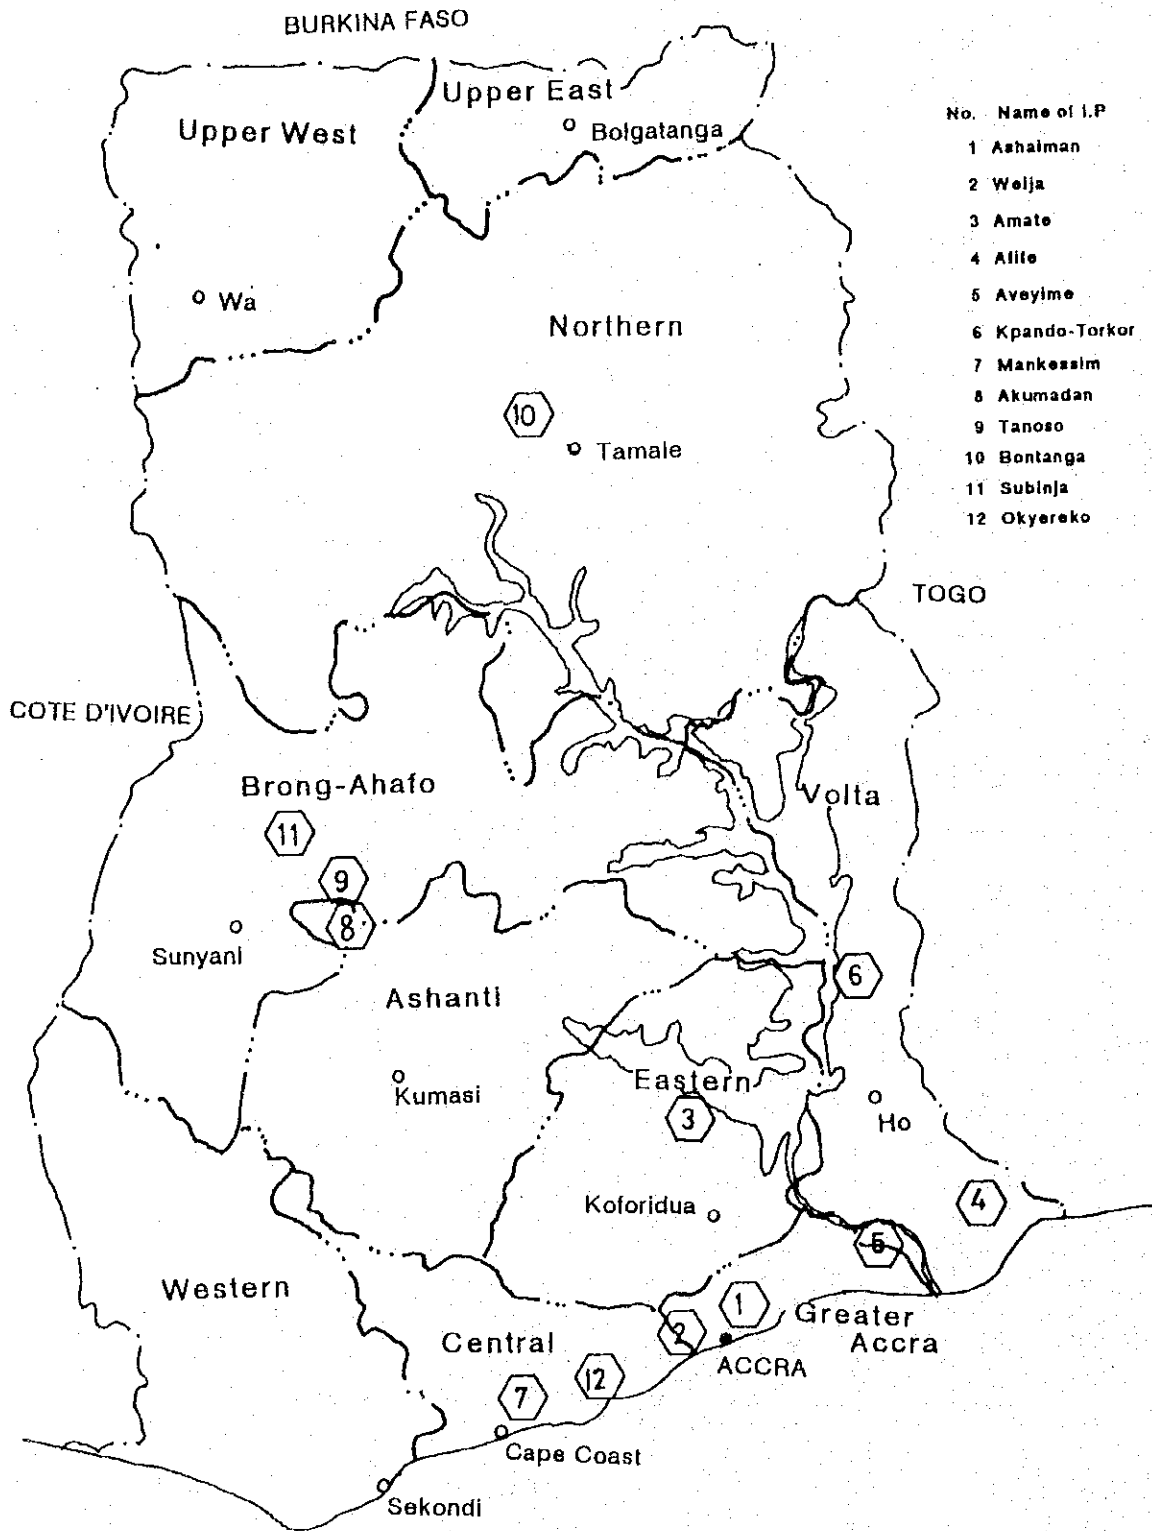 BURKINA FASO
Upper East
Upper West
Bolgatanga
No. Name of I.P
1 Ashaiman
2 Weija
3 Amate
4 Afife
5 Aveyime
6 Kpando-Torkor
7 Mankessim
8 Akumadan
9 Tanoso
10 Bontanga
11 Subinja
12 Okyereko
Wa
Northern
10
Tamale
TOGO
COTE D'IVOIRE
Brong-Ahafo
Volta
11
9
8
Sunyani
6
Ashanti
Eastern
Kumasi
3
Ho
Koforidua
4
5
Western
1
Greater
Accra
Central
2
ACCRA
12
7
Cape Coast
Sekondi